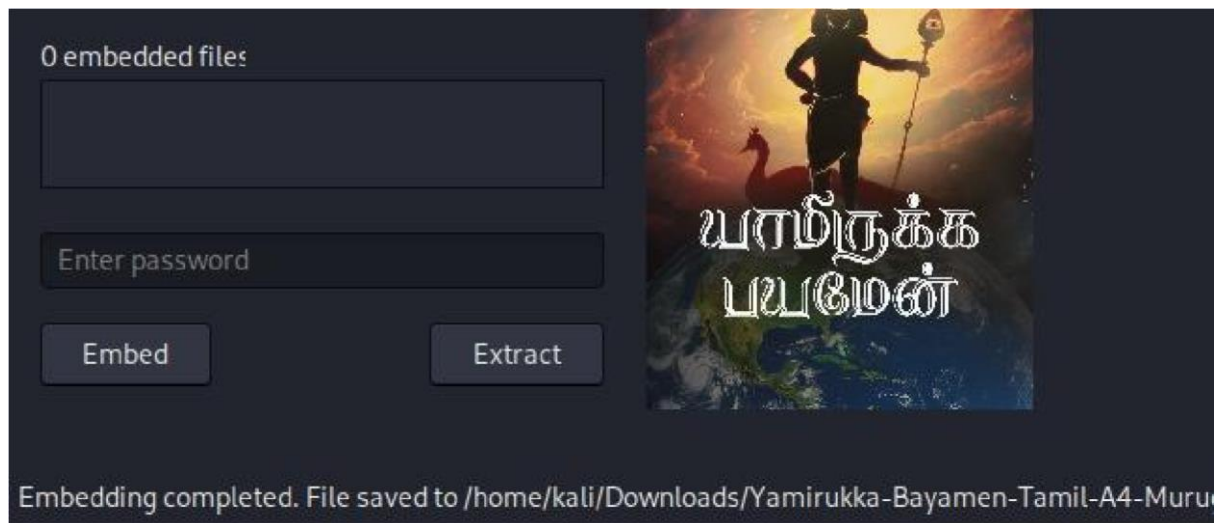 0 embedded files
யாமிருக்க
பயமேன்
Enter password
Embed
Extract
Embedding completed. File saved to /home/kali/Downloads/Yamirukka-Bayamen-Tamil-A4-Muru